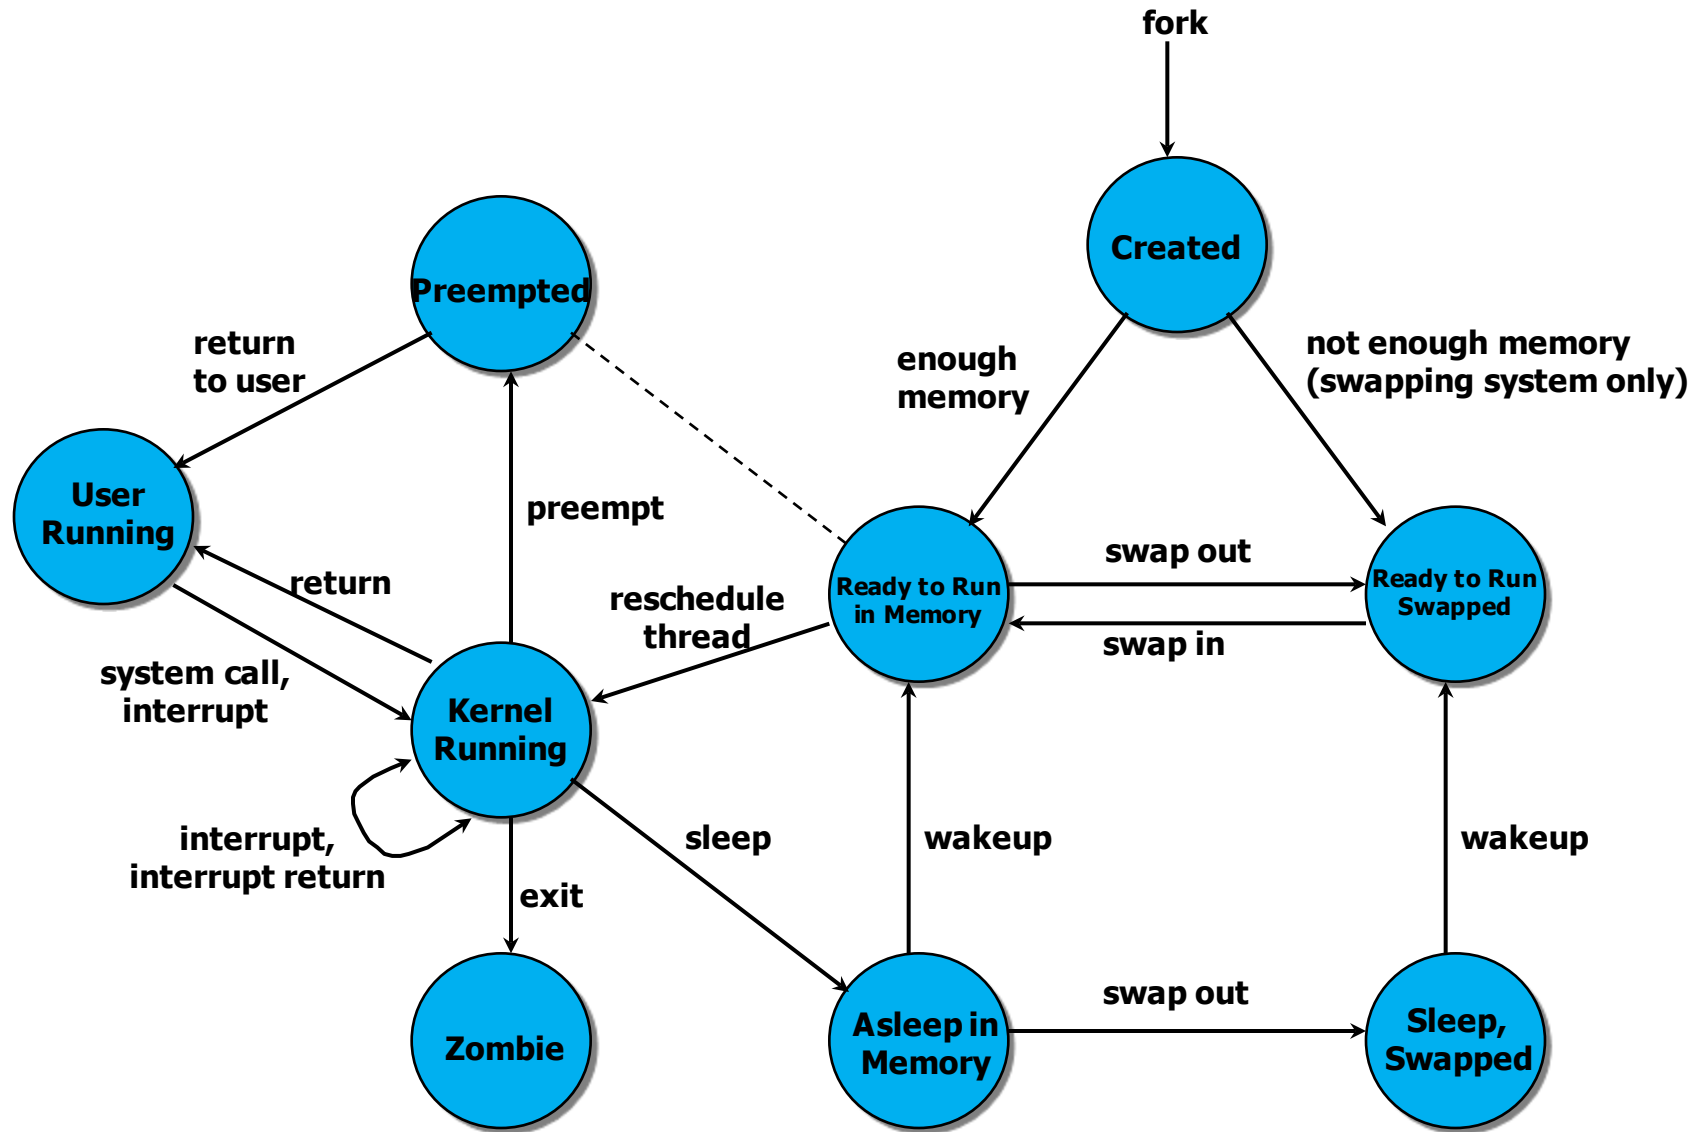 fork
Created
Preempted
return
to user
enough
memory
not enough memory
(swapping system only)
User
Running
preempt
swap out
Ready to Run
in Memory
Ready to Run
Swapped
return
reschedule
thread
swap in
system call,
interrupt
Kernel
Running
interrupt,
interrupt return
sleep
wakeup
wakeup
exit
swap out
Zombie
Asleep in
Memory
Sleep,
Swapped